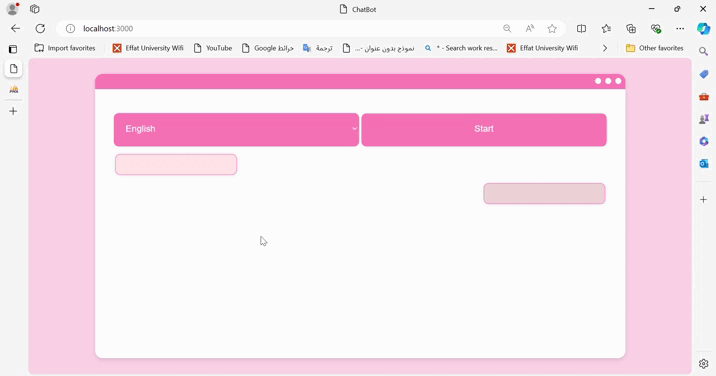 ChatBot
localhost:3000
Import favorites
Effat University Wifi
YouTube
Google خرائط
ترجمة
نموذج بدون عنوان -...
* - Search work res...
Effat University Wifi
Other favorites
English
Start